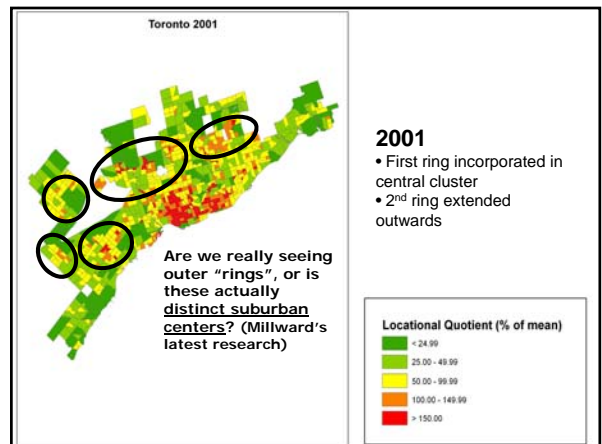 Toronto 2001
2001
• First ring incorporated in
central cluster
• 2nd ring extended
outwards
Are we really seeing
outer “rings”, or is
these actually
distinct suburban
centers? (Millward’s
latest research)
Locational Quotient (% of mean)
< 24.99
25.00 - 49.99
50.00 - 99.99
100.00 - 149.99
> 150.00